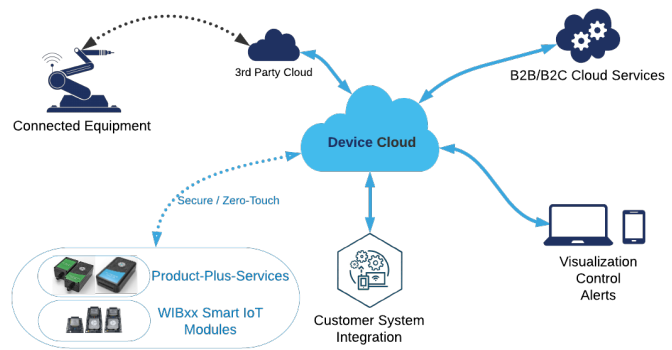 3rd Party Cloud
B2B/B2C Cloud Services
Connected Equipment
Device Cloud
Secure / Zero-Touch
Product-Plus-Services
WIBxx Smart IoT
Modules
Customer System
Integration
Visualization
Control
Alerts